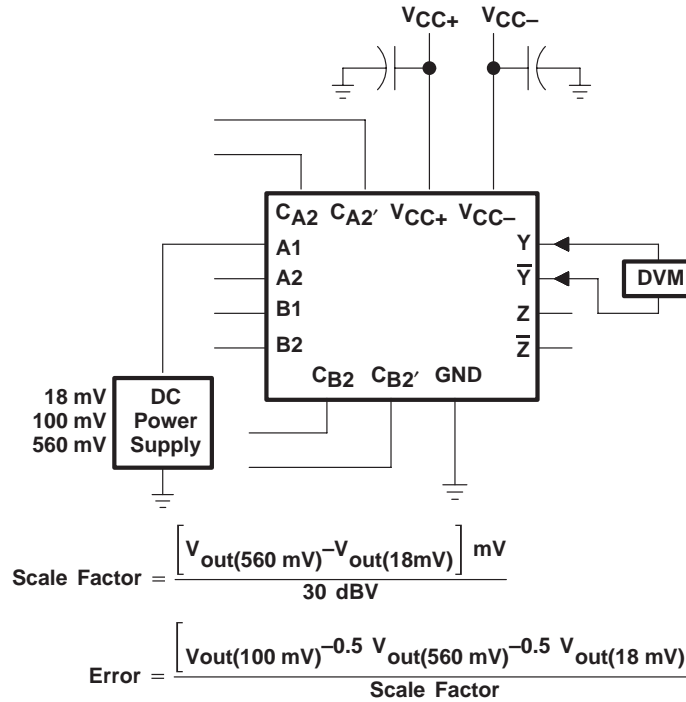 VCC+ VCC–
CA2 CA2′ VCC+ VCC–
A1 Y
A2 Y̅ DVM
B1 Z
B2 Z̅
CB2 CB2′ GND
18 mV
100 mV
560 mV
DC
Power
Supply
Scale Factor = [Vout(560 mV)–Vout(18mV)] mV / 30 dBV
Error = [Vout(100 mV)–0.5 Vout(560 mV)–0.5 Vout(18 mV) / Scale Factor